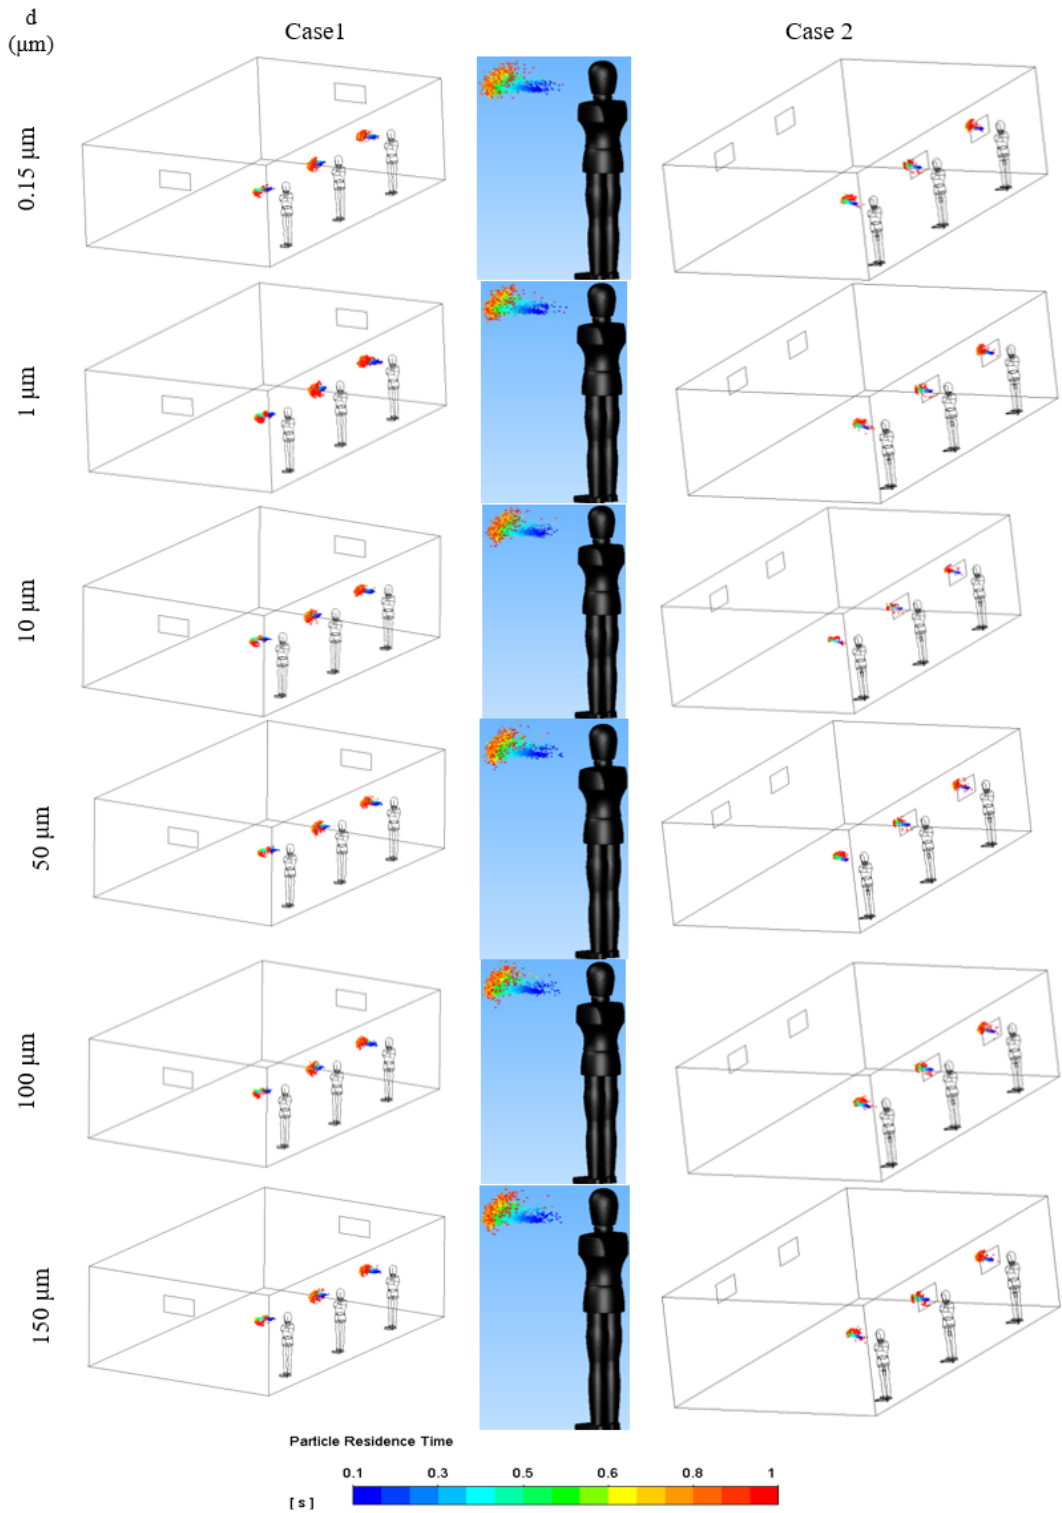 d
(μm)
Case1
Case 2
0.15 μm
1 μm
10 μm
50 μm
100 μm
150 μm
Particle Residence Time
0.1 0.3 0.5 0.6 0.8 1
[ s ]